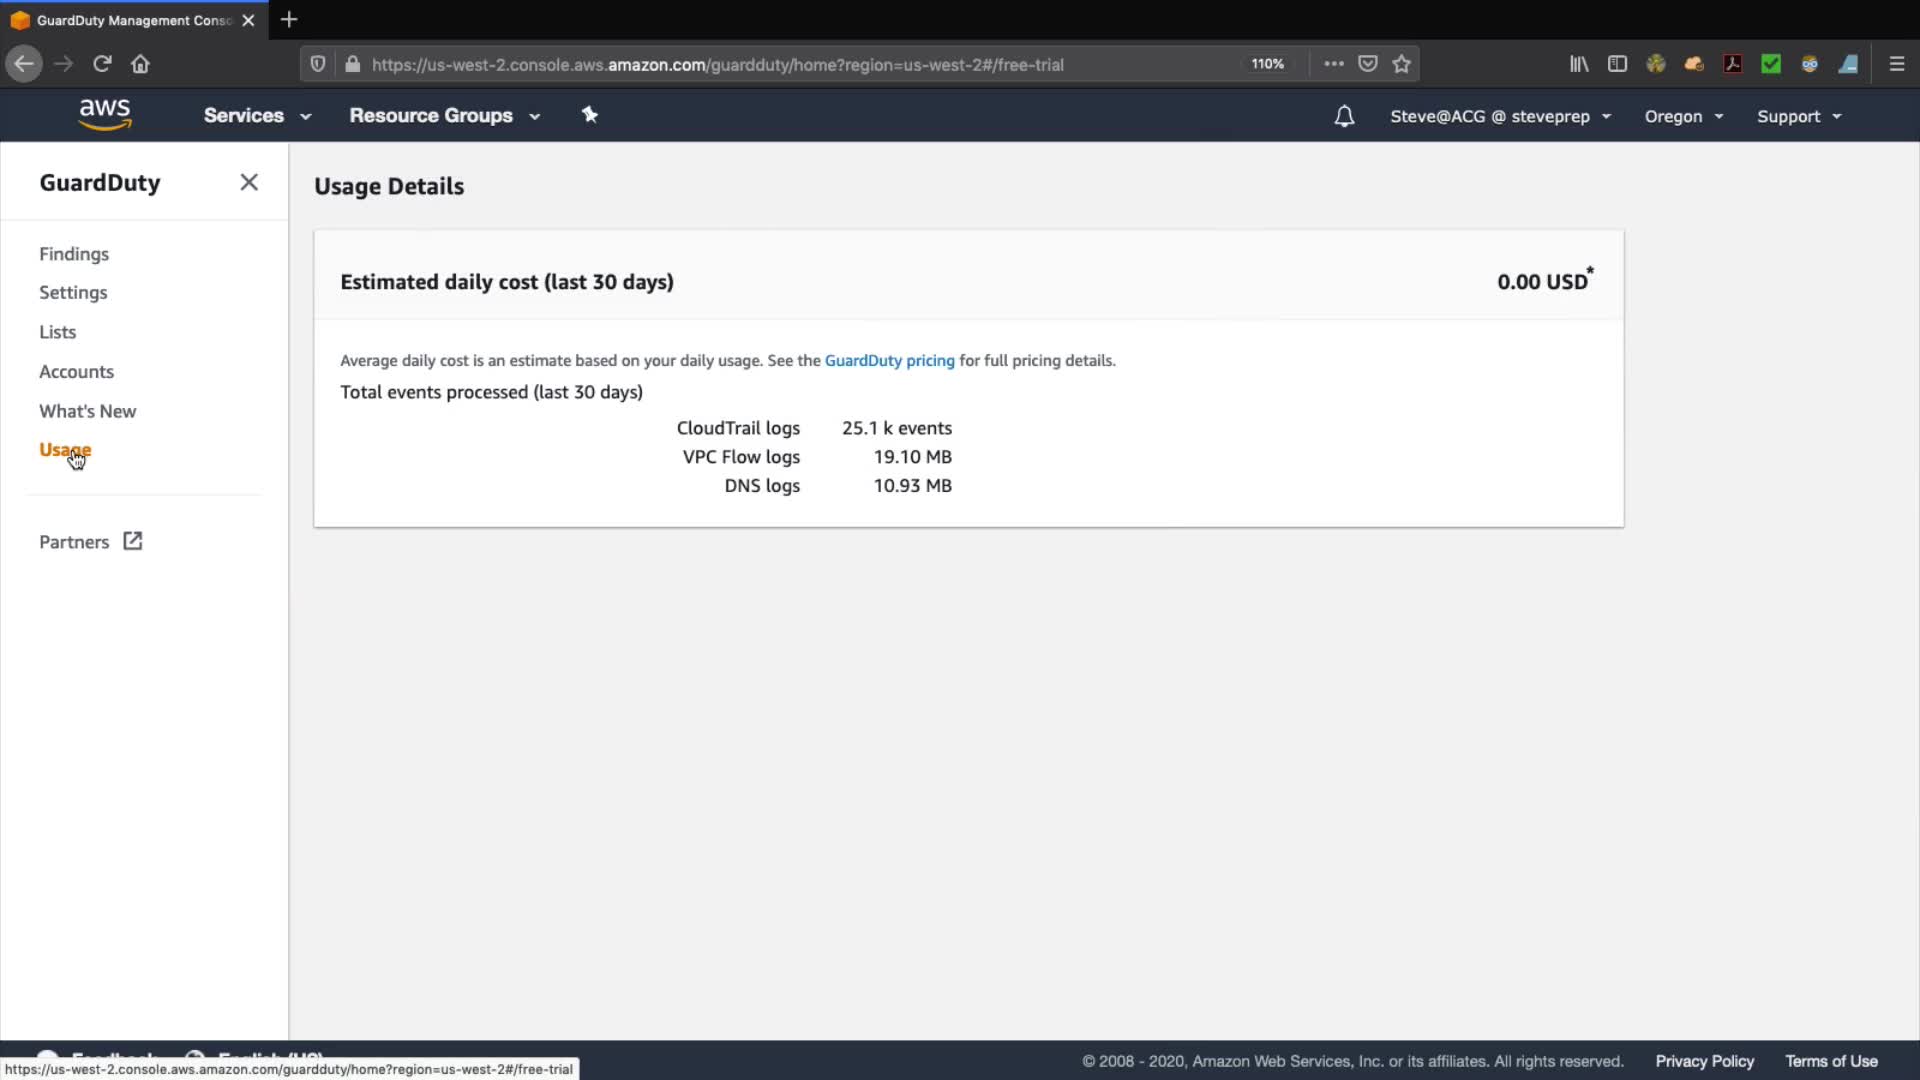 GuardDuty Management Conso
https://us-west-2.console.aws.amazon.com/guardduty/home?region=us-west-2#/free-trial
110%
aws
Services
Resource Groups
Steve@ACG @ steveprep
Oregon
Support
GuardDuty
Findings
Settings
Lists
Accounts
What's New
Usage
Partners
Usage Details
Estimated daily cost (last 30 days)
0.00 USD*
Average daily cost is an estimate based on your daily usage. See the GuardDuty pricing for full pricing details.
Total events processed (last 30 days)
CloudTrail logs 25.1 k events
VPC Flow logs 19.10 MB
DNS logs 10.93 MB
Feedback English (US)
© 2008 - 2020, Amazon Web Services, Inc. or its affiliates. All rights reserved.
Privacy Policy
Terms of Use
https://us-west-2.console.aws.amazon.com/guardduty/home?region=us-west-2#/free-trial